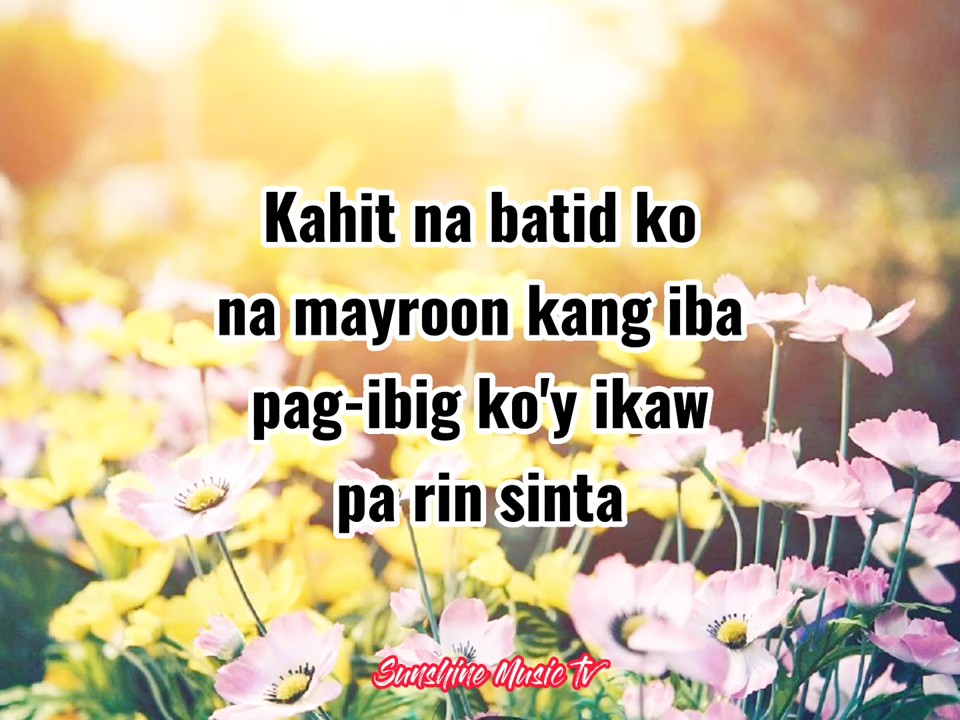 Kahit na batid ko
na mayroon kang iba
pag-ibig ko'y ikaw
pa rin sinta
Sunshine Music Tv